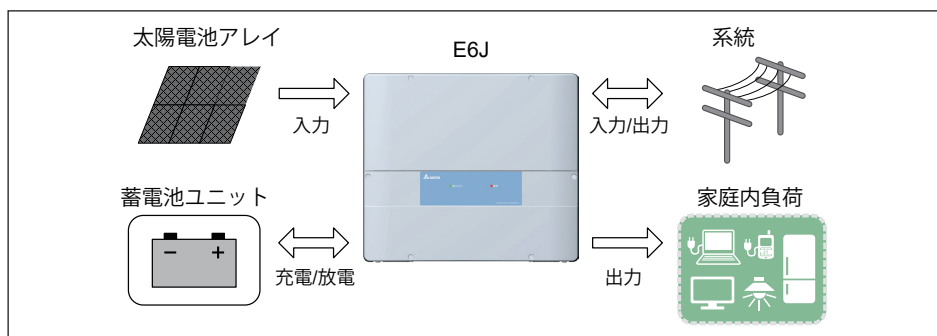 太陽電池アレイ
E6J
系統
入力
入力/出力
蓄電池ユニット
家庭内負荷
− +
充電/放電
出力